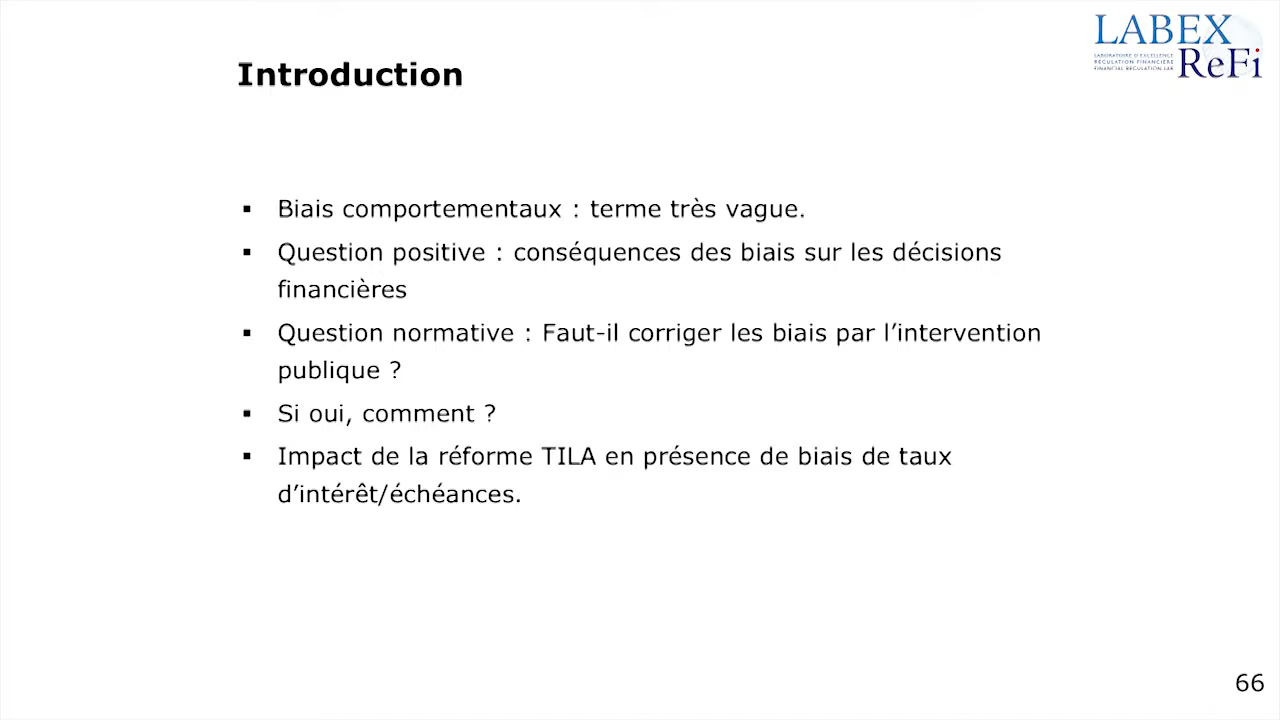 LABEX
LABORATOIRE D'EXCELLENCE
RÉGULATION FINANCIÈRE
FINANCIAL REGULATION LAB
ReFi
Introduction
▪ Biais comportementaux : terme très vague.
▪ Question positive : conséquences des biais sur les décisions
financières
▪ Question normative : Faut-il corriger les biais par l’intervention
publique ?
▪ Si oui, comment ?
▪ Impact de la réforme TILA en présence de biais de taux
d’intérêt/échéances.
66